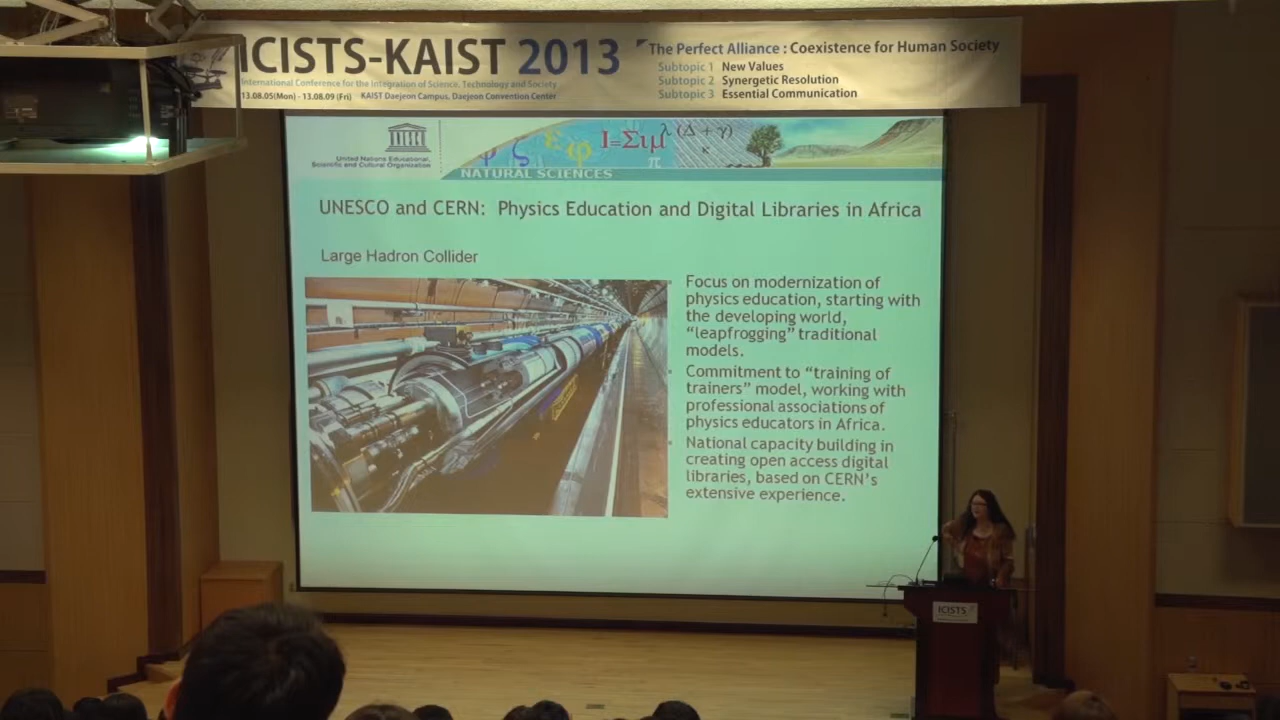 ICISTS-KAIST 2013
International Conference for the Integration of Science, Technology and Society
13.08.05(Mon) - 13.08.09 (Fri) KAIST Daejeon Campus, Daejeon Convention Center
The Perfect Alliance : Coexistence for Human Society
Subtopic 1 New Values
Subtopic 2 Synergetic Resolution
Subtopic 3 Essential Communication
UNESCO
United Nations Educational,
Scientific and Cultural Organization
NATURAL SCIENCES
UNESCO and CERN: Physics Education and Digital Libraries in Africa
Large Hadron Collider
Focus on modernization of
physics education, starting with
the developing world,
“leapfrogging” traditional
models.
Commitment to “training of
trainers” model, working with
professional associations of
physics educators in Africa.
National capacity building in
creating open access digital
libraries, based on CERN’s
extensive experience.
ICISTS